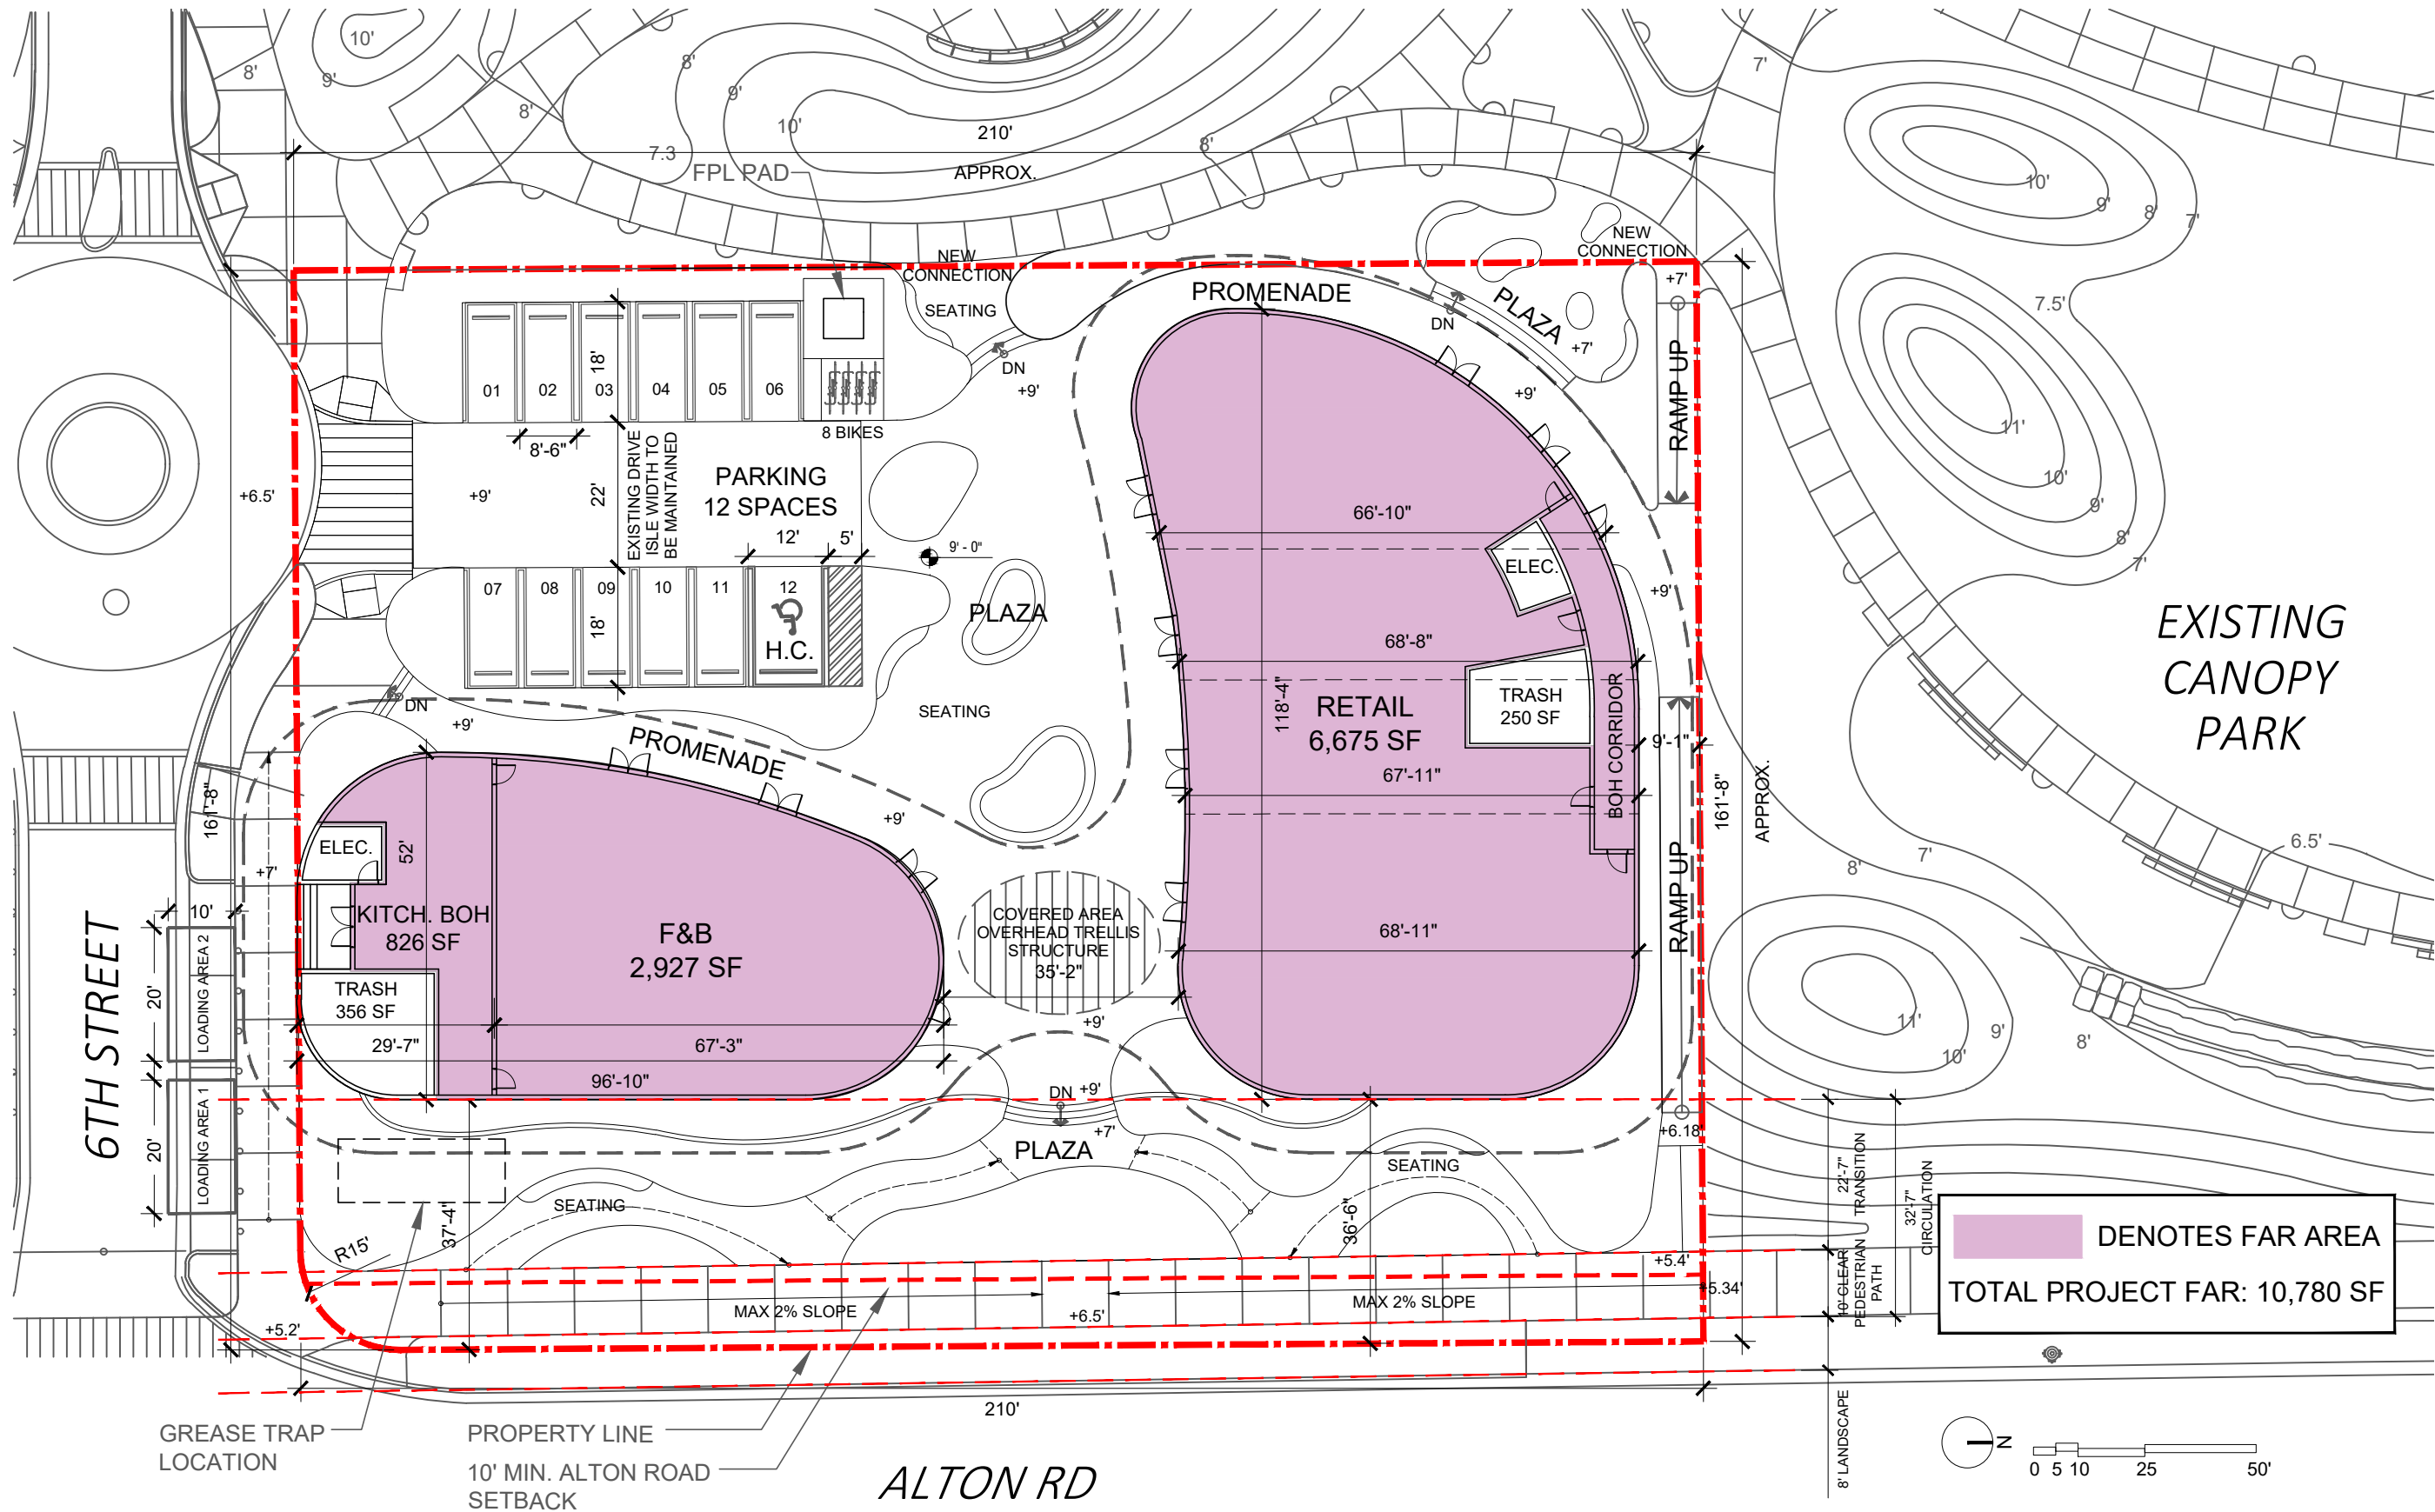 10'
9'
8'
8'
8'
9'
10'
7.3
210'
APPROX.
8'
7'
FPL PAD
10'
9'
8'
7'
NEW
CONNECTION
NEW
CONNECTION
+7'
SEATING
PROMENADE
PLAZA
DN
+7'
RAMP UP
7.5'
DN
+9'
+9'
01
02
03
04
05
06
18'
8 BIKES
8'-6"
EXISTING DRIVE
ISLE WIDTH TO
BE MAINTAINED
22'
PARKING
12 SPACES
+6.5'
+9'
12'
5'
9' - 0"
66'-10"
ELEC.
11'
10'
9'
8'
7'
07
08
09
10
11
12
18'
H.C.
PLAZA
+9'
EXISTING
CANOPY
PARK
68'-8"
118'-4"
RETAIL
6,675 SF
TRASH
250 SF
BOH CORRIDOR
9'-1"
67'-11"
161'-8"
APPROX.
SEATING
DN
+9'
PROMENADE
+9'
161'-8"
ELEC.
52'
+7'
KITCH. BOH
826 SF
F&B
2,927 SF
COVERED AREA
OVERHEAD TRELLIS
STRUCTURE
35'-2"
68'-11"
RAMP UP
6.5'
7'
8'
11'
10'
9'
8'
6TH STREET
10'
20'
LOADING AREA 2
20'
LOADING AREA 1
TRASH
356 SF
29'-7"
67'-3"
96'-10"
+9'
DN
+9'
+7'
PLAZA
+6.18'
SEATING
SEATING
R15'
37'-4"
36'-6"
22'-7"
TRANSITION
32'-7"
CIRCULATION
10' CLEAR
PEDESTRIAN
PATH
+5.4'
+5.34'
MAX 2% SLOPE
+6.5'
MAX 2% SLOPE
+5.2'
DENOTES FAR AREA
TOTAL PROJECT FAR: 10,780 SF
210'
8' LANDSCAPE
GREASE TRAP
LOCATION
PROPERTY LINE
10' MIN. ALTON ROAD
SETBACK
ALTON RD
N
0 5 10 25 50'